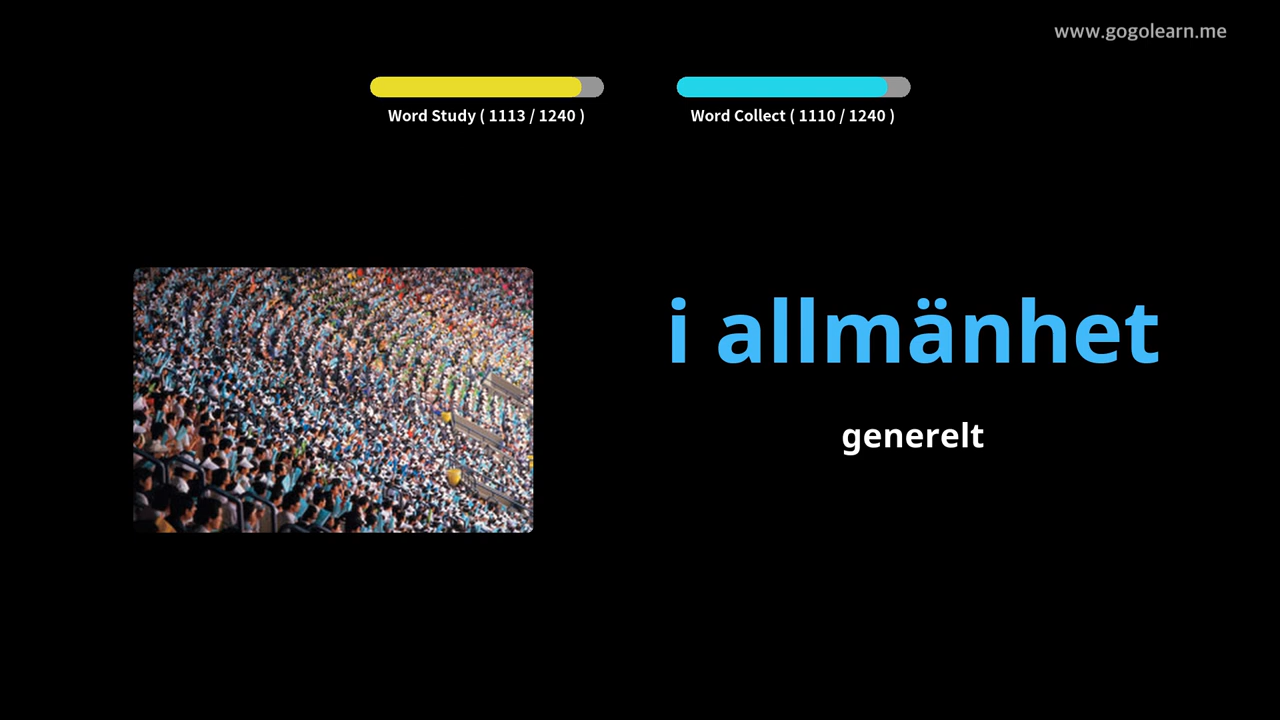 www.gogolearn.me
Word Study ( 1113 / 1240 )
Word Collect ( 1110 / 1240 )
i allmänhet
generelt